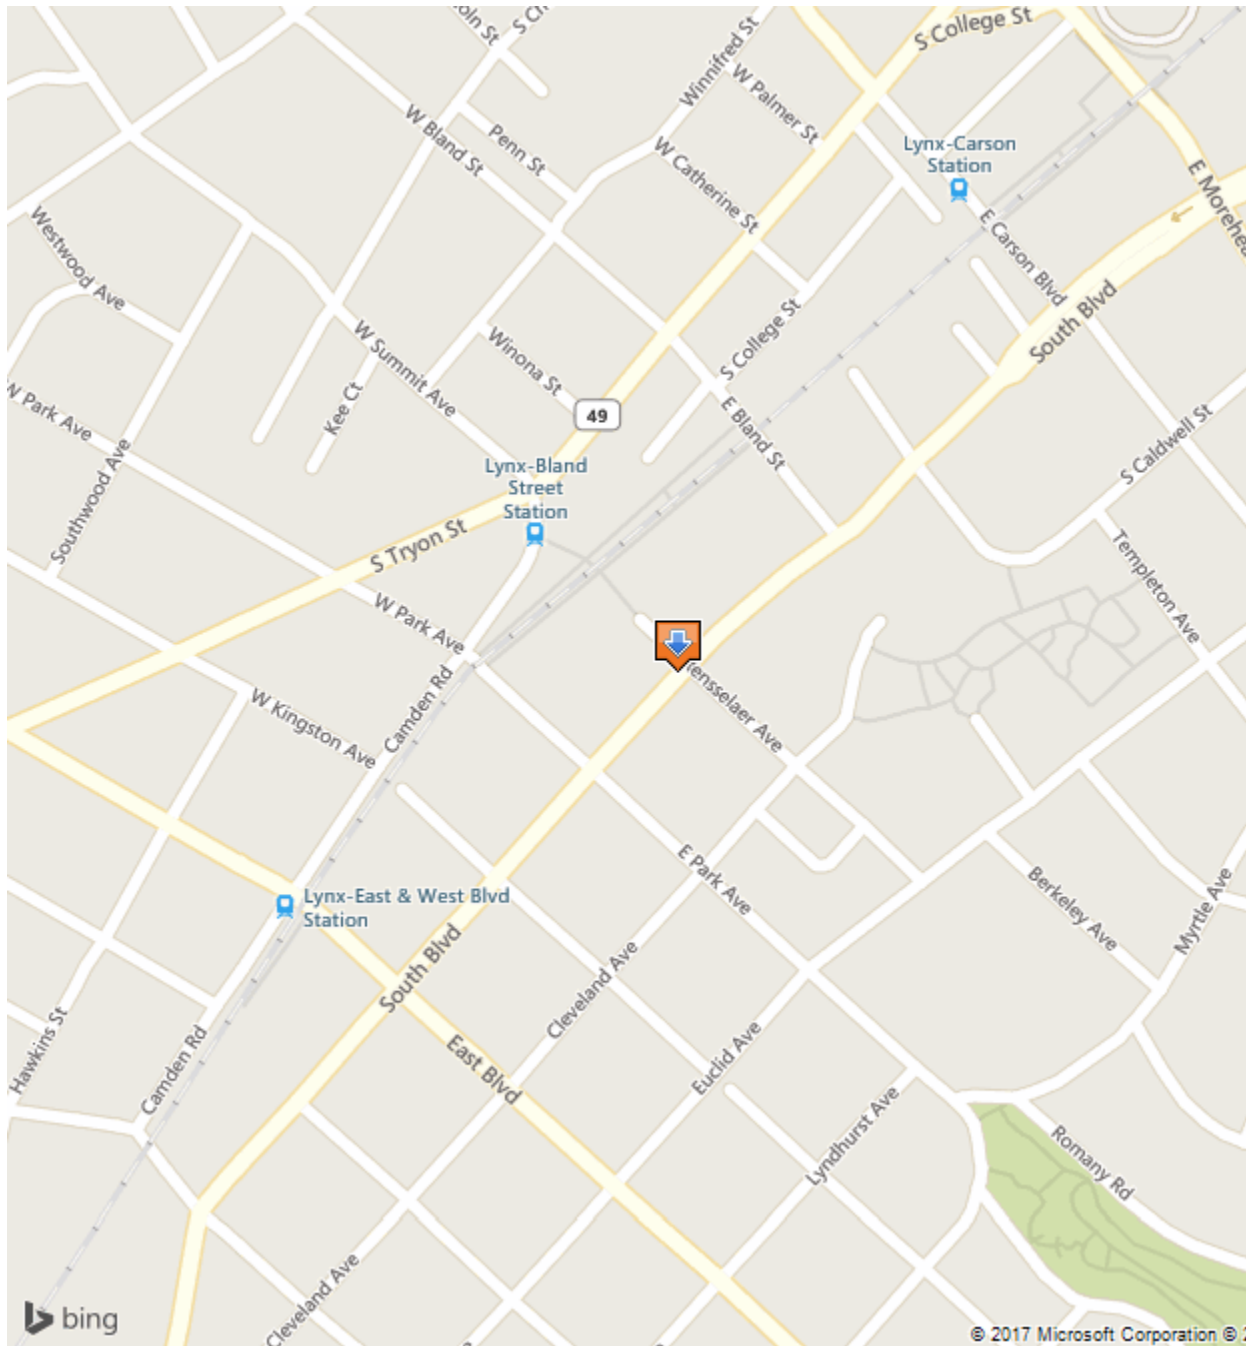 oln St
S Ch
S College St
Winnifred St
W Palmer St
W Bland St
Penn St
W Catherine St
Lynx-Carson
Station
E Morehea
Westwood Ave
E Carson Blvd
South Blvd
W Summit Ave
Winona St
S College St
Kee Ct
W Park Ave
49
E Bland St
S Caldwell St
Southwood Ave
Lynx-Bland
Street
Station
S Tryon St
Templeton Ave
W Park Ave
ensselaer Ave
W Kingston Ave
Camden Rd
E Park Ave
Lynx-East & West Blvd
Station
Berkeley Ave
Myrtle Ave
South Blvd
Cleveland Ave
Hawkins St
Camden Rd
East Blvd
Euclid Ave
Lyndhurst Ave
Romany Rd
Cleveland Ave
bing
© 2017 Microsoft Corporation © 2